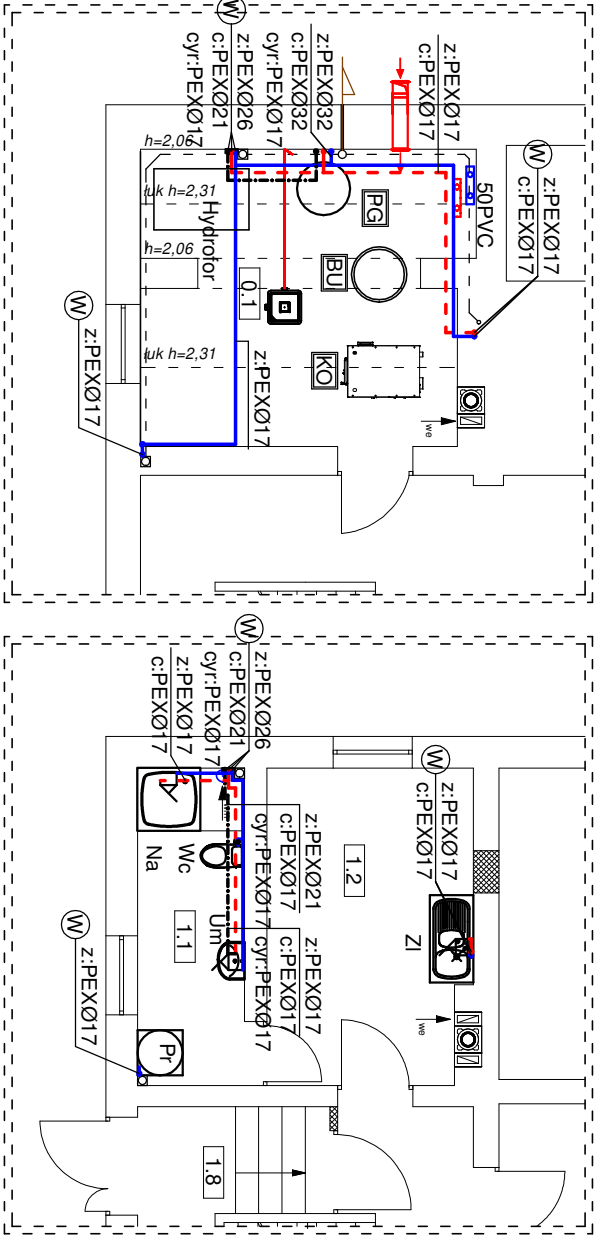 W
z:PEXØ26
c:PEXØ21
cyr:PEXØ17
z:PEXØ32
c:PEXØ32
cyr:PEXØ17
z:PEXØ17
c:PEXØ17
W
z:PEXØ17
c:PEXØ17
50PVC
h=2,06
uk h=2,31
h=2,06
uk h=2,31
Hydrofor
PG
BU
0.1
KO
we
z:PEXØ17
W
z:PEXØ17
W
z:PEXØ26
c:PEXØ21
cyr:PEXØ17
z:PEXØ17
c:PEXØ17
W
z:PEXØ17
c:PEXØ17
z:PEXØ21
c:PEXØ17
cyr:PEXØ17
z:PEXØ17
c:PEXØ17
cyr:PEXØ17
1.2
Zl
we
Wc
Na
Um
1.1
W
z:PEXØ17
Pr
1.8